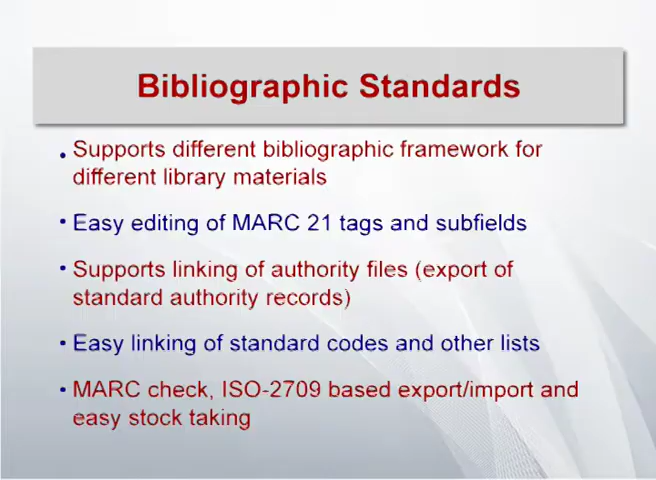 Bibliographic Standards
• Supports different bibliographic framework for
different library materials
• Easy editing of MARC 21 tags and subfields
• Supports linking of authority files (export of
standard authority records)
• Easy linking of standard codes and other lists
• MARC check, ISO-2709 based export/import and
easy stock taking